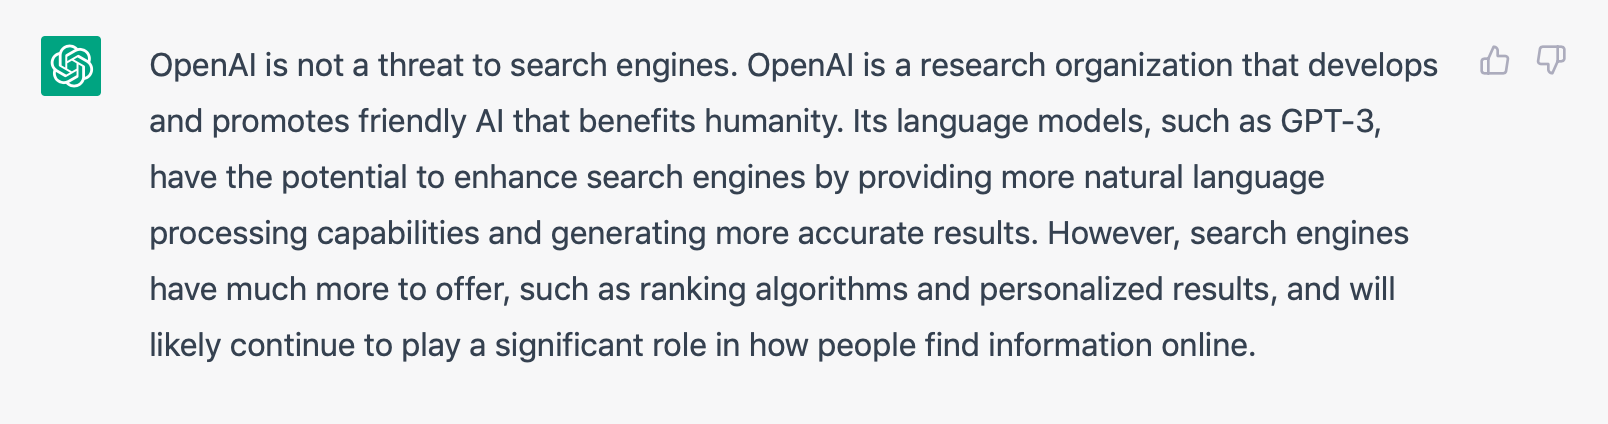 OpenAI is not a threat to search engines. OpenAI is a research organization that develops
and promotes friendly AI that benefits humanity. Its language models, such as GPT-3,
have the potential to enhance search engines by providing more natural language
processing capabilities and generating more accurate results. However, search engines
have much more to offer, such as ranking algorithms and personalized results, and will
likely continue to play a significant role in how people find information online.